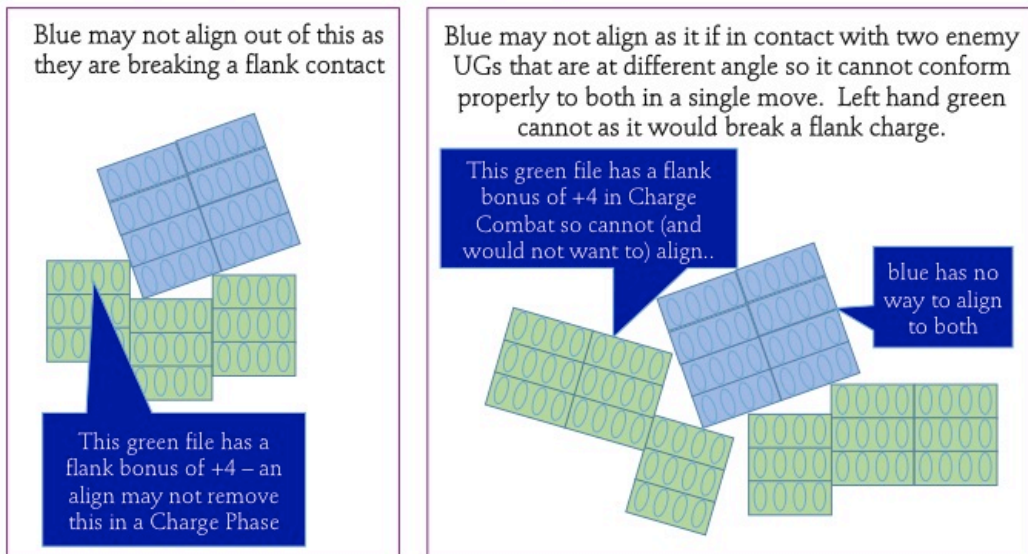 Blue may not align out of this as
they are breaking a flank contact
This green file has a
flank bonus of +4 – an
align may not remove
this in a Charge Phase
Blue may not align as it if in contact with two enemy
UGs that are at different angle so it cannot conform
properly to both in a single move.  Left hand green
cannot as it would break a flank charge.
This green file has a flank
bonus of +4 in Charge
Combat so cannot (and
would not want to) align..
blue has no
way to align
to both